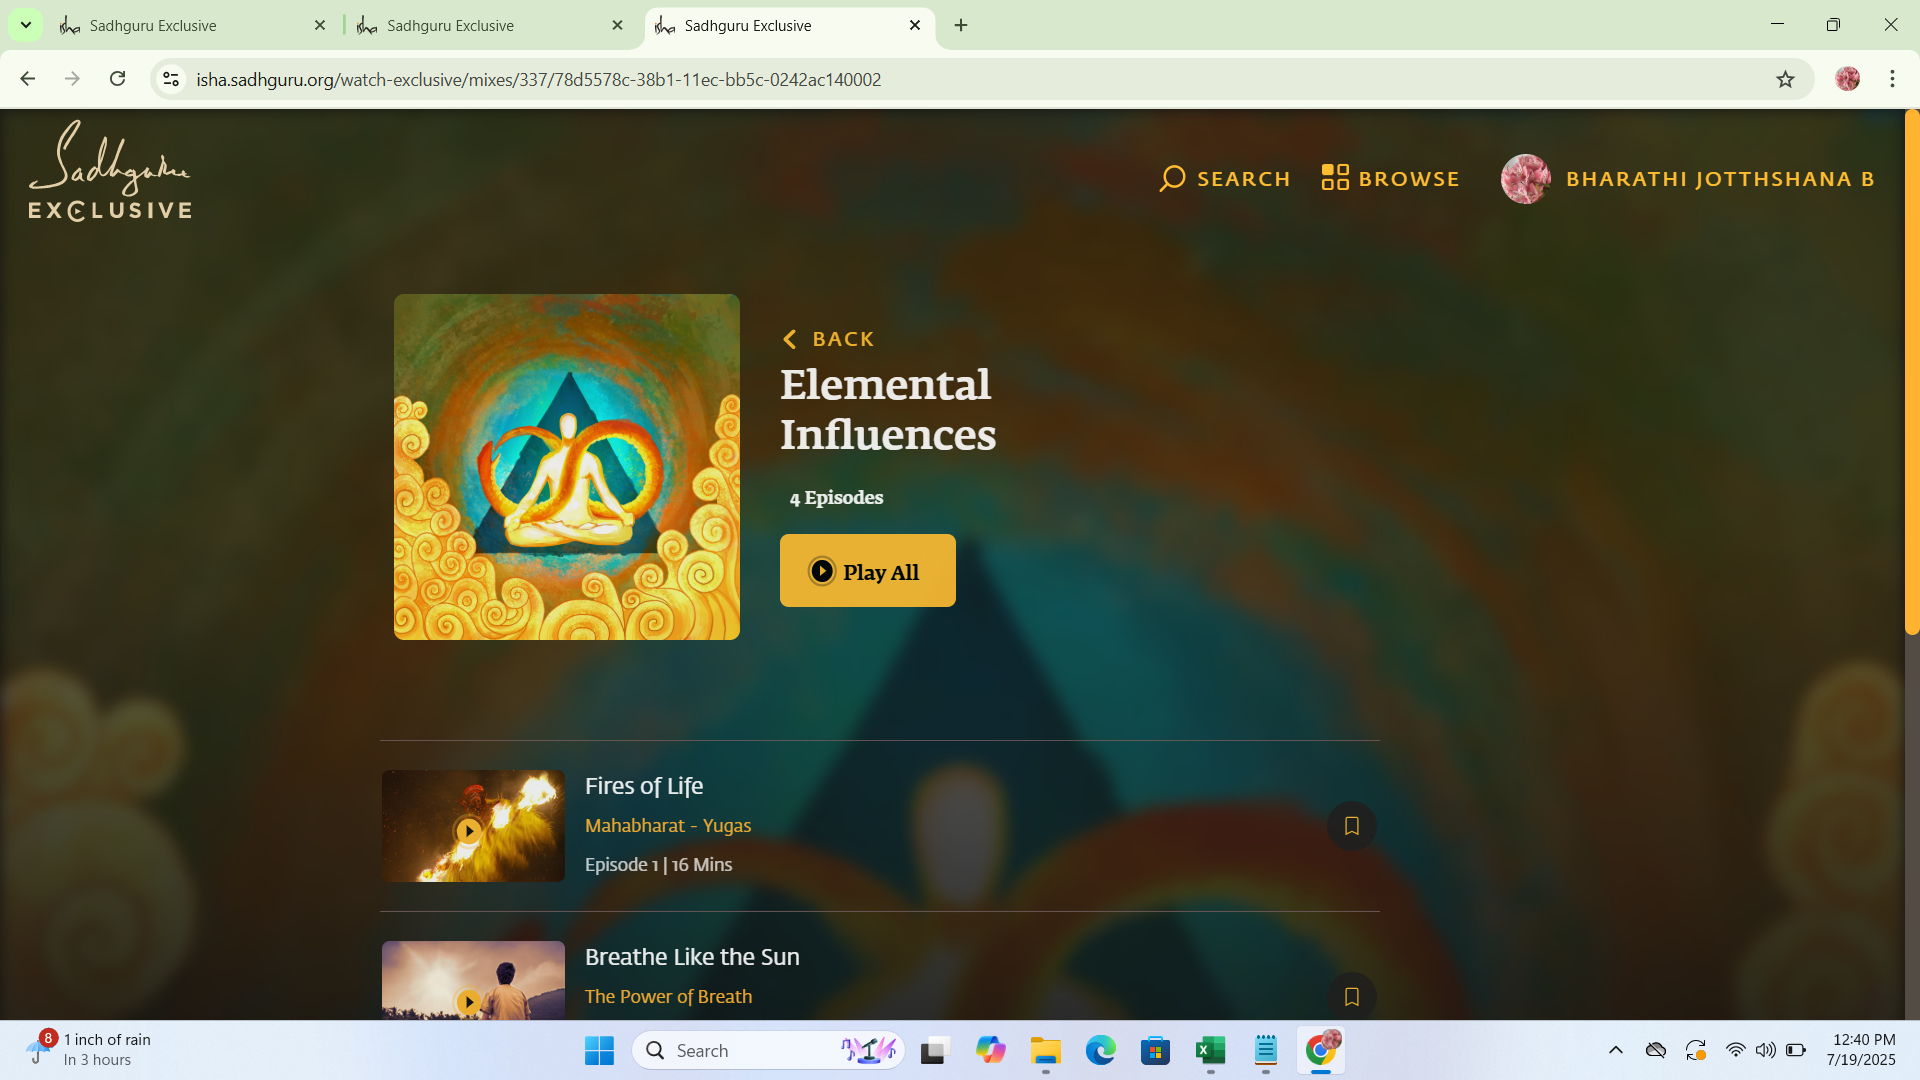 Sadhguru Exclusive
Sadhguru Exclusive
Sadhguru Exclusive
isha.sadhguru.org/watch-exclusive/mixes/337/78d5578c-38b1-11ec-bb5c-0242ac140002
Sadhguru
EXCLUSIVE
SEARCH
BROWSE
BHARATHI JOTTHSHANA B
BACK
Elemental
Influences
4 Episodes
Play All
Fires of Life
Mahabharat - Yugas
Episode 1 | 16 Mins
Breathe Like the Sun
The Power of Breath
8
1 inch of rain
In 3 hours
Search
12:40 PM
7/19/2025